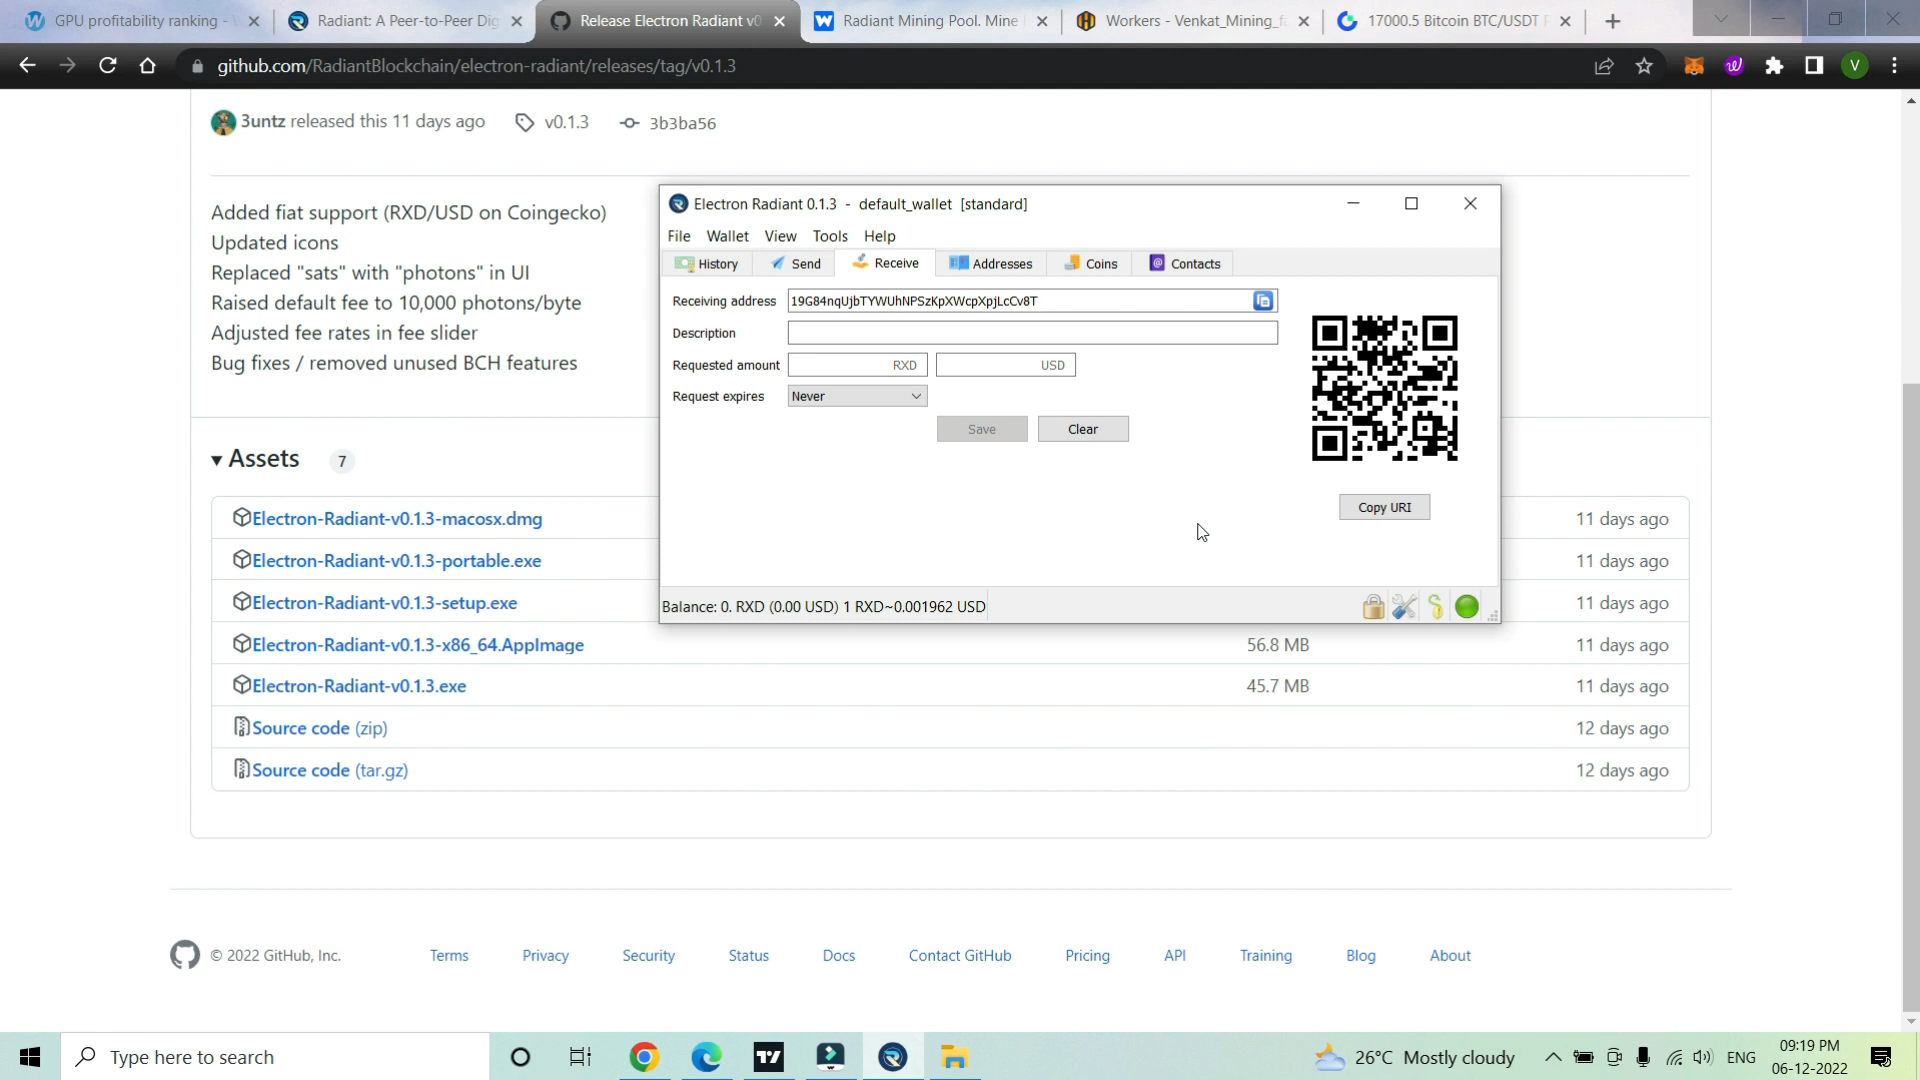 GPU profitability ranking - W
Radiant: A Peer-to-Peer Dig
Release Electron Radiant v0
Radiant Mining Pool. Mine
Workers - Venkat_Mining_f
17000.5 Bitcoin BTC/USDT
github.com/RadiantBlockchain/electron-radiant/releases/tag/v0.1.3
V
3untz released this 11 days ago
v0.1.3
3b3ba56
Added fiat support (RXD/USD on Coingecko)
Updated icons
Replaced "sats" with "photons" in UI
Raised default fee to 10,000 photons/byte
Adjusted fee rates in fee slider
Bug fixes / removed unused BCH features
Electron Radiant 0.1.3 - default_wallet [standard]
File Wallet View Tools Help
History Send Receive Addresses Coins Contacts
Receiving address 19G84nqUjbTYWUhNPSzKpXWcpXpjLcCv8T
Description
Requested amount RXD USD
Request expires Never
Save Clear
Copy URI
Balance: 0. RXD (0.00 USD) 1 RXD~0.001962 USD
Assets 7
Electron-Radiant-v0.1.3-macosx.dmg 11 days ago
Electron-Radiant-v0.1.3-portable.exe 11 days ago
Electron-Radiant-v0.1.3-setup.exe 11 days ago
Electron-Radiant-v0.1.3-x86_64.AppImage 56.8 MB 11 days ago
Electron-Radiant-v0.1.3.exe 45.7 MB 11 days ago
Source code (zip) 12 days ago
Source code (tar.gz) 12 days ago
© 2022 GitHub, Inc. Terms Privacy Security Status Docs Contact GitHub Pricing API Training Blog About
Type here to search
26°C Mostly cloudy
ENG
09:19 PM
06-12-2022